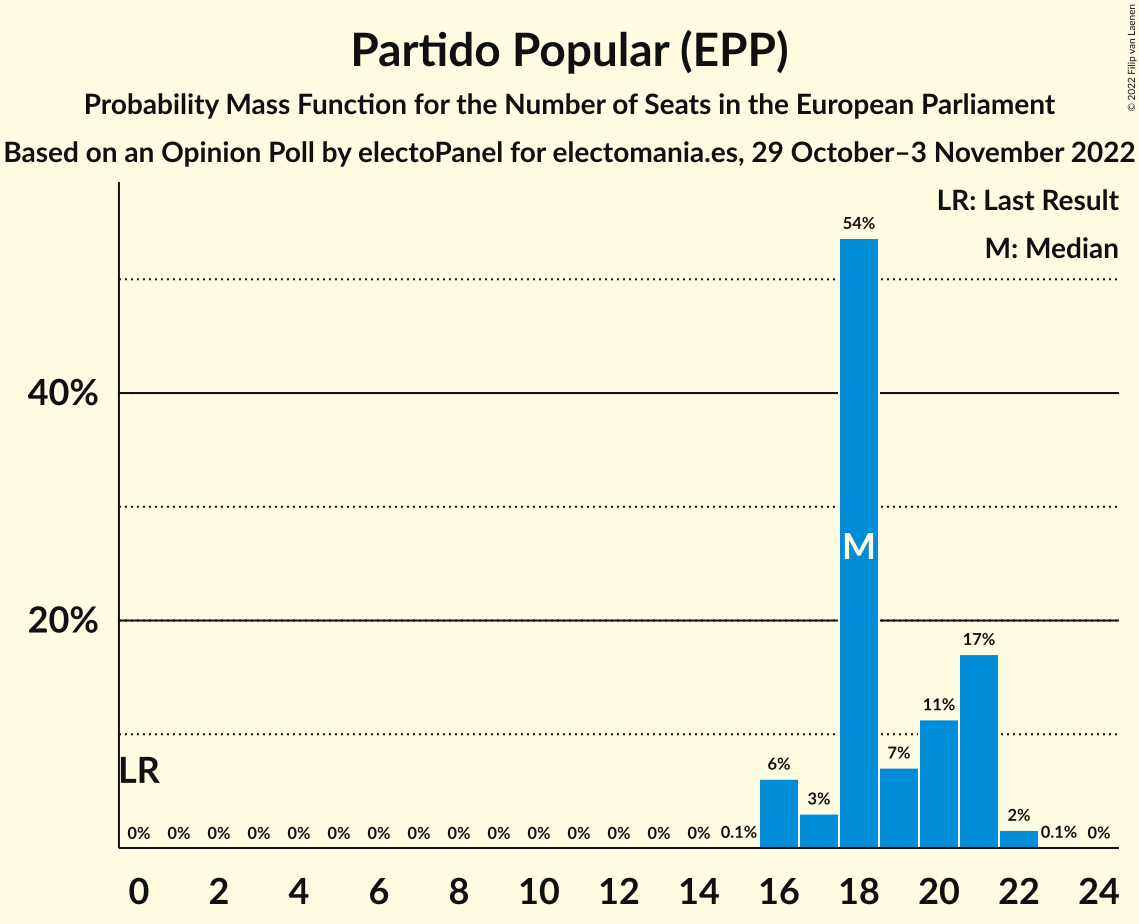 Partido Popular (EPP)
Probability Mass Function for the Number of Seats in the European Parliament
Based on an Opinion Poll by electoPanel for electomania.es, 29 October–3 November 2022
© 2022 Filip van Laenen
LR: Last Result
M: Median
54%
40%
M
20%
17%
11%
7%
6%
3%
2%
LR
0% 0% 0% 0% 0% 0% 0% 0% 0% 0% 0% 0% 0% 0% 0% 0.1% 0.1% 0%
0 2 4 6 8 10 12 14 16 18 20 22 24